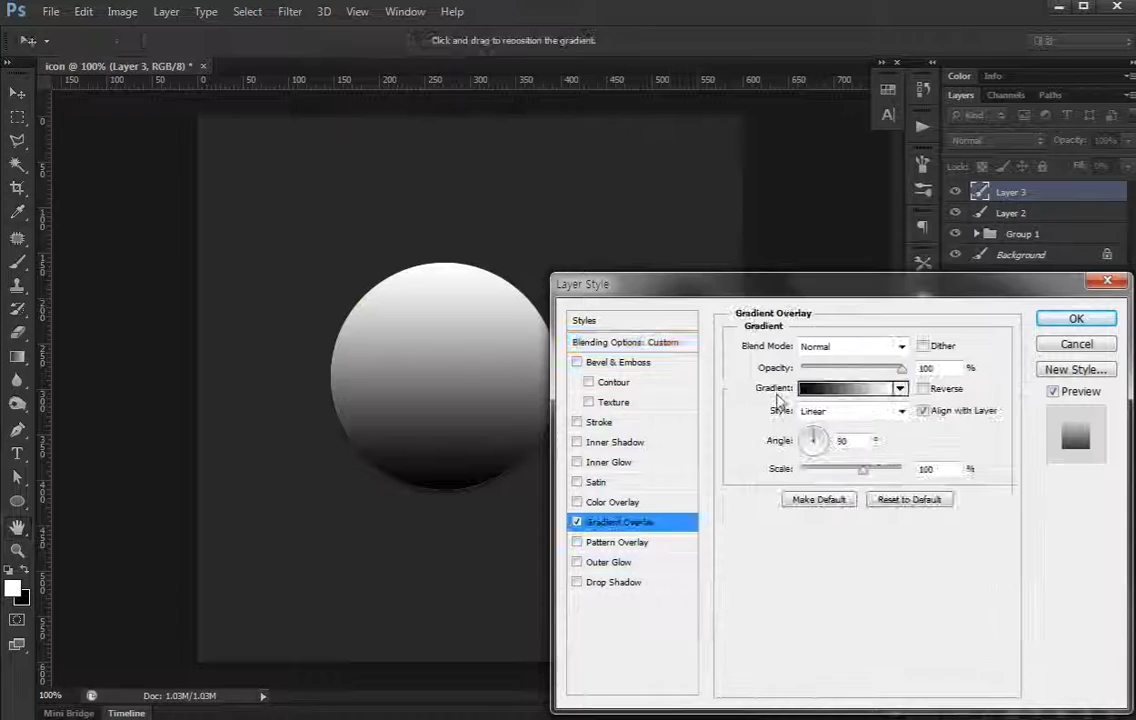 Ps File Edit Image Layer Type Select Filter 3D View Window Help
Click and drag to reposition the gradient.
icon @ 100% (Layer 3, RGB/8) * ×
150 100 50 0 50 100 150 200 250 300 350 400 450 500 550 600 650 700 750
Color Info
Layers Channels Paths
Kind
Normal Opacity: 100%
Lock: Fill:
Layer 3
Layer 2
Group 1
Background
Layer Style
Styles
Blending Options: Custom
Bevel & Emboss
Contour
Texture
Stroke
Inner Shadow
Inner Glow
Satin
Color Overlay
Gradient Overlay
Pattern Overlay
Outer Glow
Drop Shadow
Gradient Overlay
Gradient
Blend Mode: Normal Dither
Opacity: 100 %
Gradient: Reverse
Style: Linear Align with Layer
Angle: 90 °
Scale: 100 %
Make Default Reset to Default
OK
Cancel
New Style...
Preview
100% Doc: 1.03M/1.03M
Mini Bridge Timeline